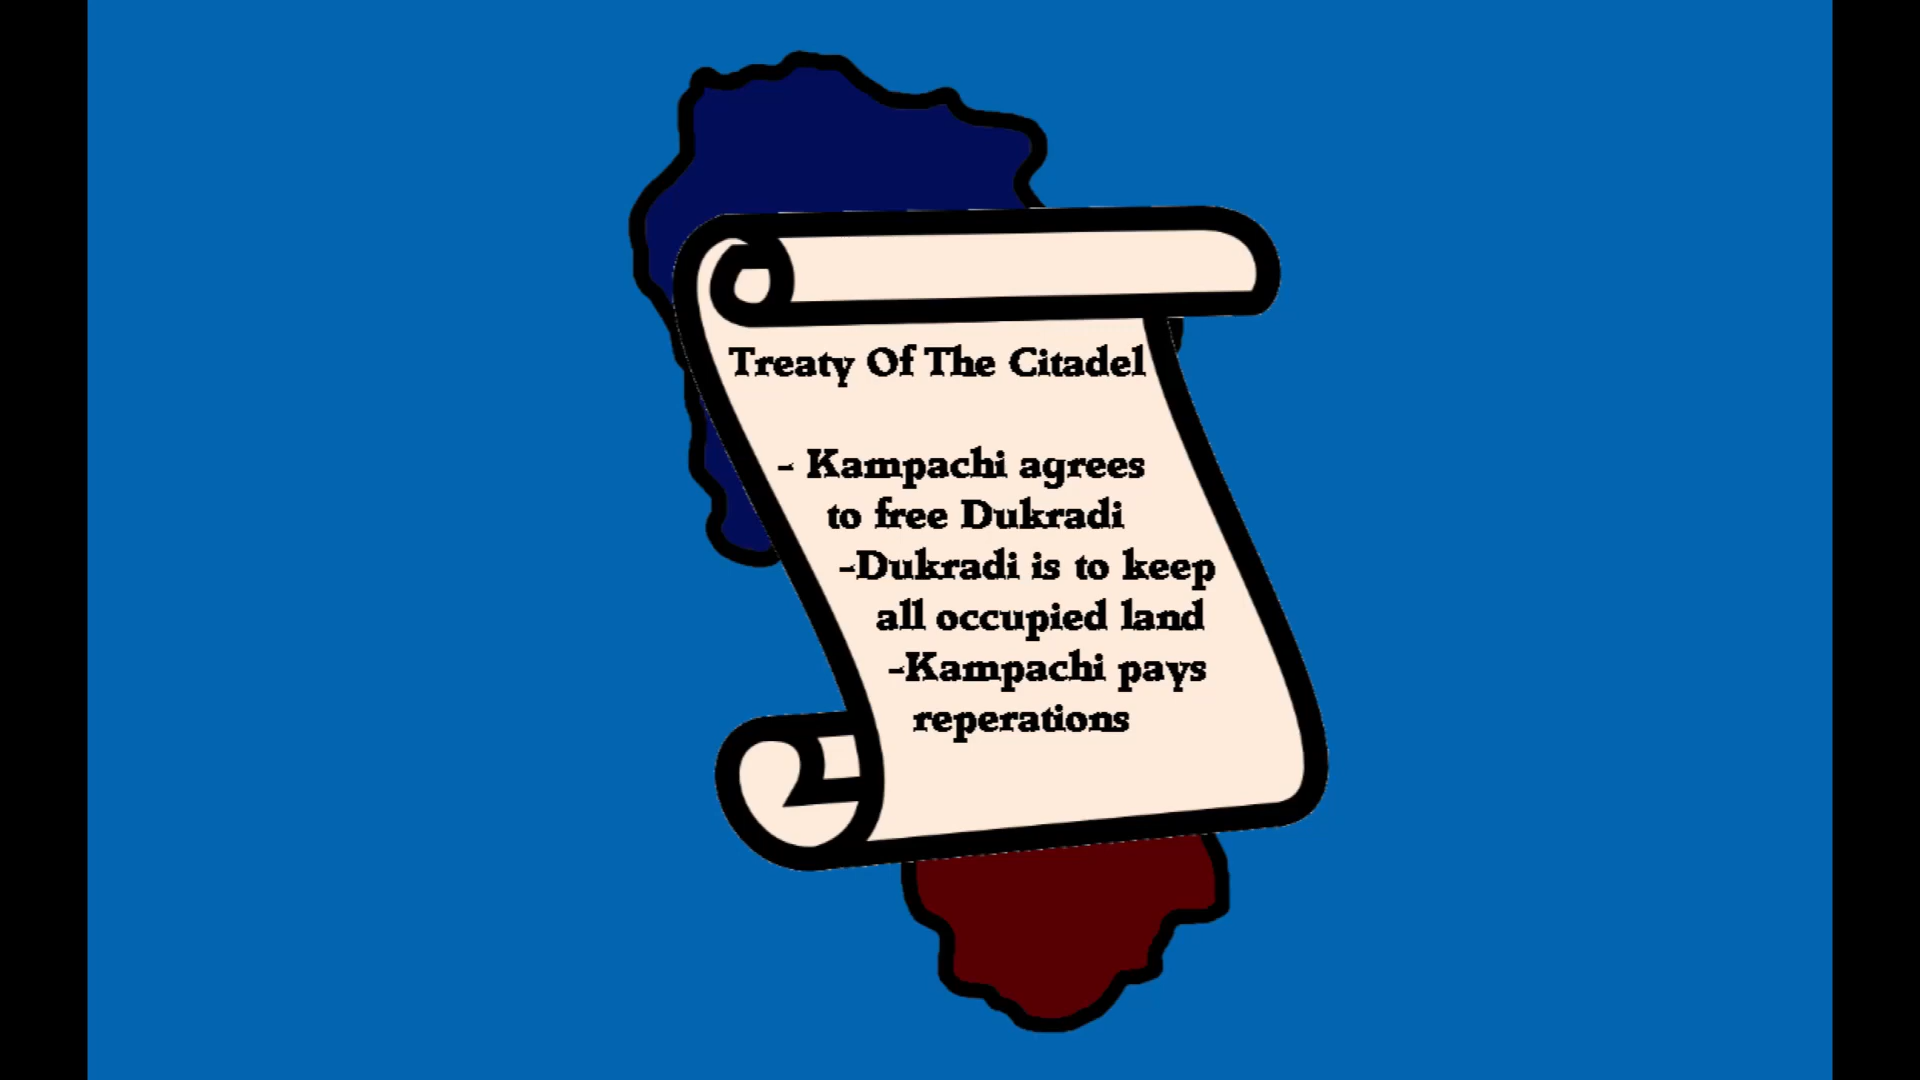 Treaty Of The Citadel
- Kampachi agrees
to free Dukradi
-Dukradi is to keep
all occupied land
-Kampachi pays
reperations